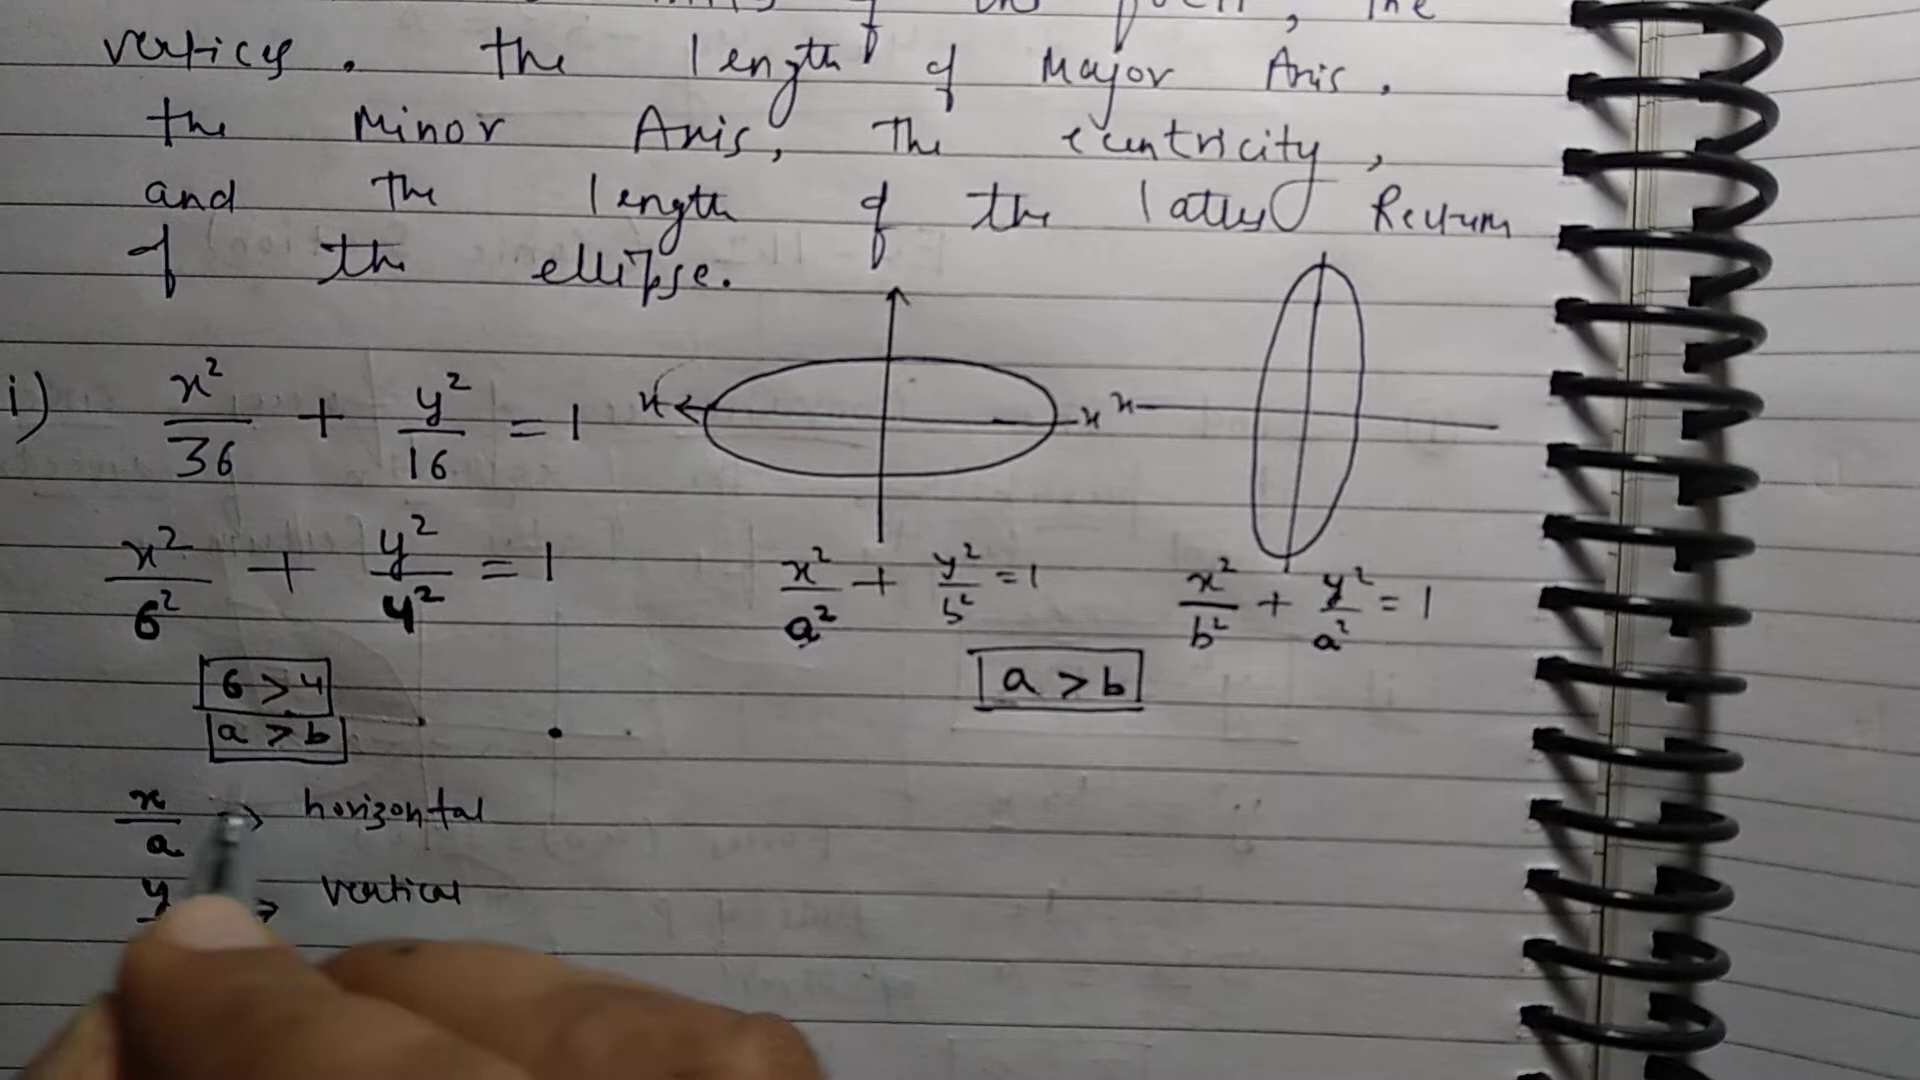 the
vertices. the length of Major Axis,
the Minor Axis, The eccentricity,
and the length of the latus Rectum
of the ellipse.
i) x²/36 + y²/16 = 1
x x x
x²/6² + y²/4² = 1
x²/a² + y²/b² = 1
x²/b² + y²/a² = 1
6 > 4
a > b
a > b
x/a → horizontal
y → vertical